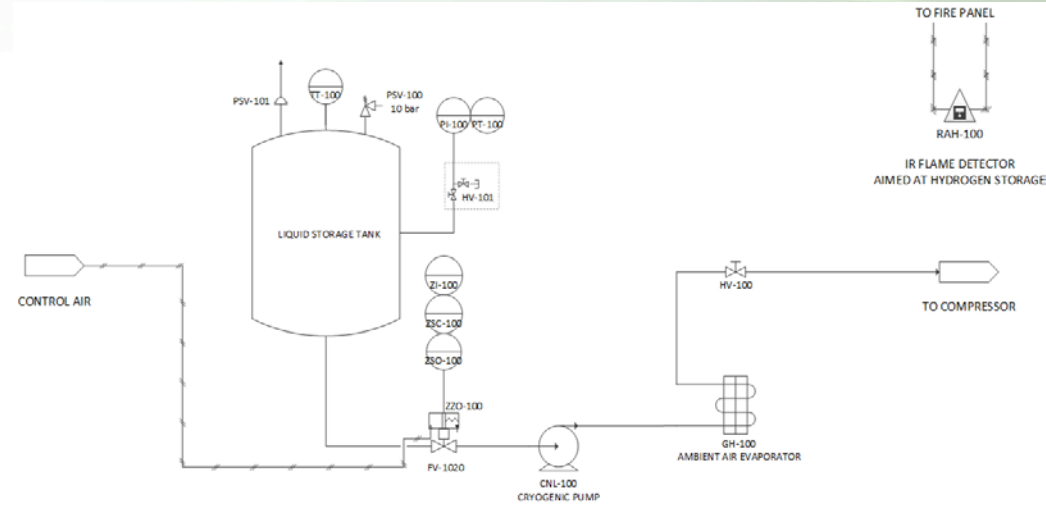 TO FIRE PANEL
PSV-101
TT-100
PSV-100
10 bar
PI-100
PT-100
RAH-100
IR FLAME DETECTOR
AIMED AT HYDROGEN STORAGE
HV-101
LIQUID STORAGE TANK
CONTROL AIR
ZI-100
ZSC-100
ZSO-100
HV-100
TO COMPRESSOR
ZZO-100
FV-1020
GH-100
AMBIENT AIR EVAPORATOR
CNL-100
CRYOGENIC PUMP